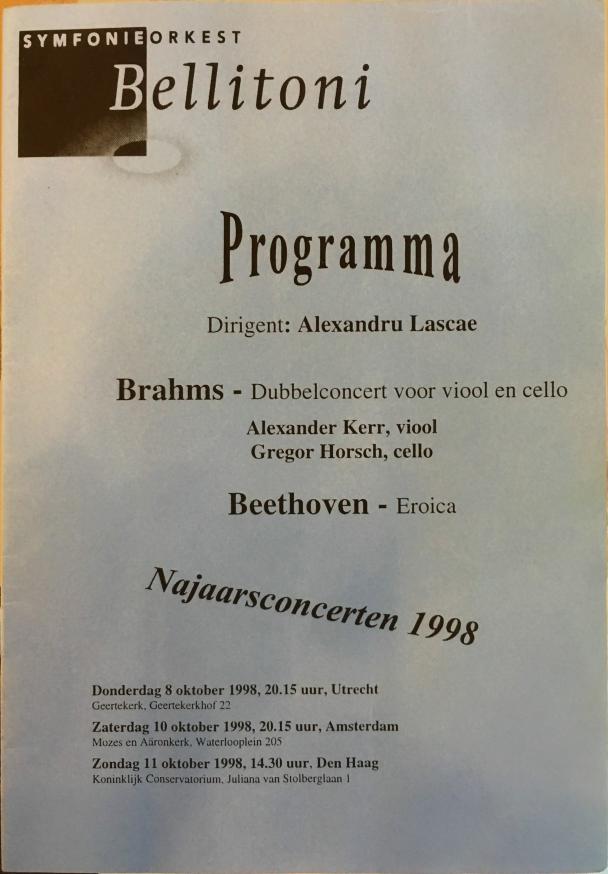 SYMFONIEORKEST
Bellitoni
Programma
Dirigent: Alexandru Lascae
Brahms - Dubbelconcert voor viool en cello
Alexander Kerr, viool
Gregor Horsch, cello
Beethoven - Eroica
Najaarsconcerten 1998
Donderdag 8 oktober 1998, 20.15 uur, Utrecht
Geertekerk, Geertekerkhof 22
Zaterdag 10 oktober 1998, 20.15 uur, Amsterdam
Mozes en Aäronkerk, Waterlooplein 205
Zondag 11 oktober 1998, 14.30 uur, Den Haag
Koninklijk Conservatorium, Juliana van Stolberglaan 1